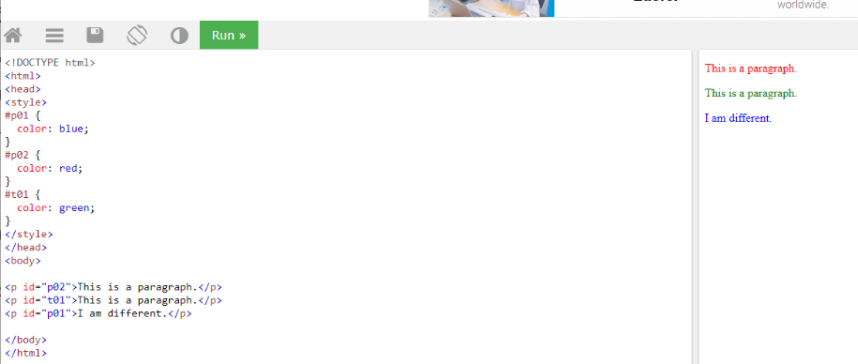 worldwide.
Run »
<!DOCTYPE html>
<html>
<head>
<style>
#p01 {
  color: blue;
}
#p02 {
  color: red;
}
#t01 {
  color: green;
}
</style>
</head>
<body>

<p id="p02">This is a paragraph.</p>
<p id="t01">This is a paragraph.</p>
<p id="p01">I am different.</p>

</body>
</html>
This is a paragraph.
This is a paragraph.
I am different.